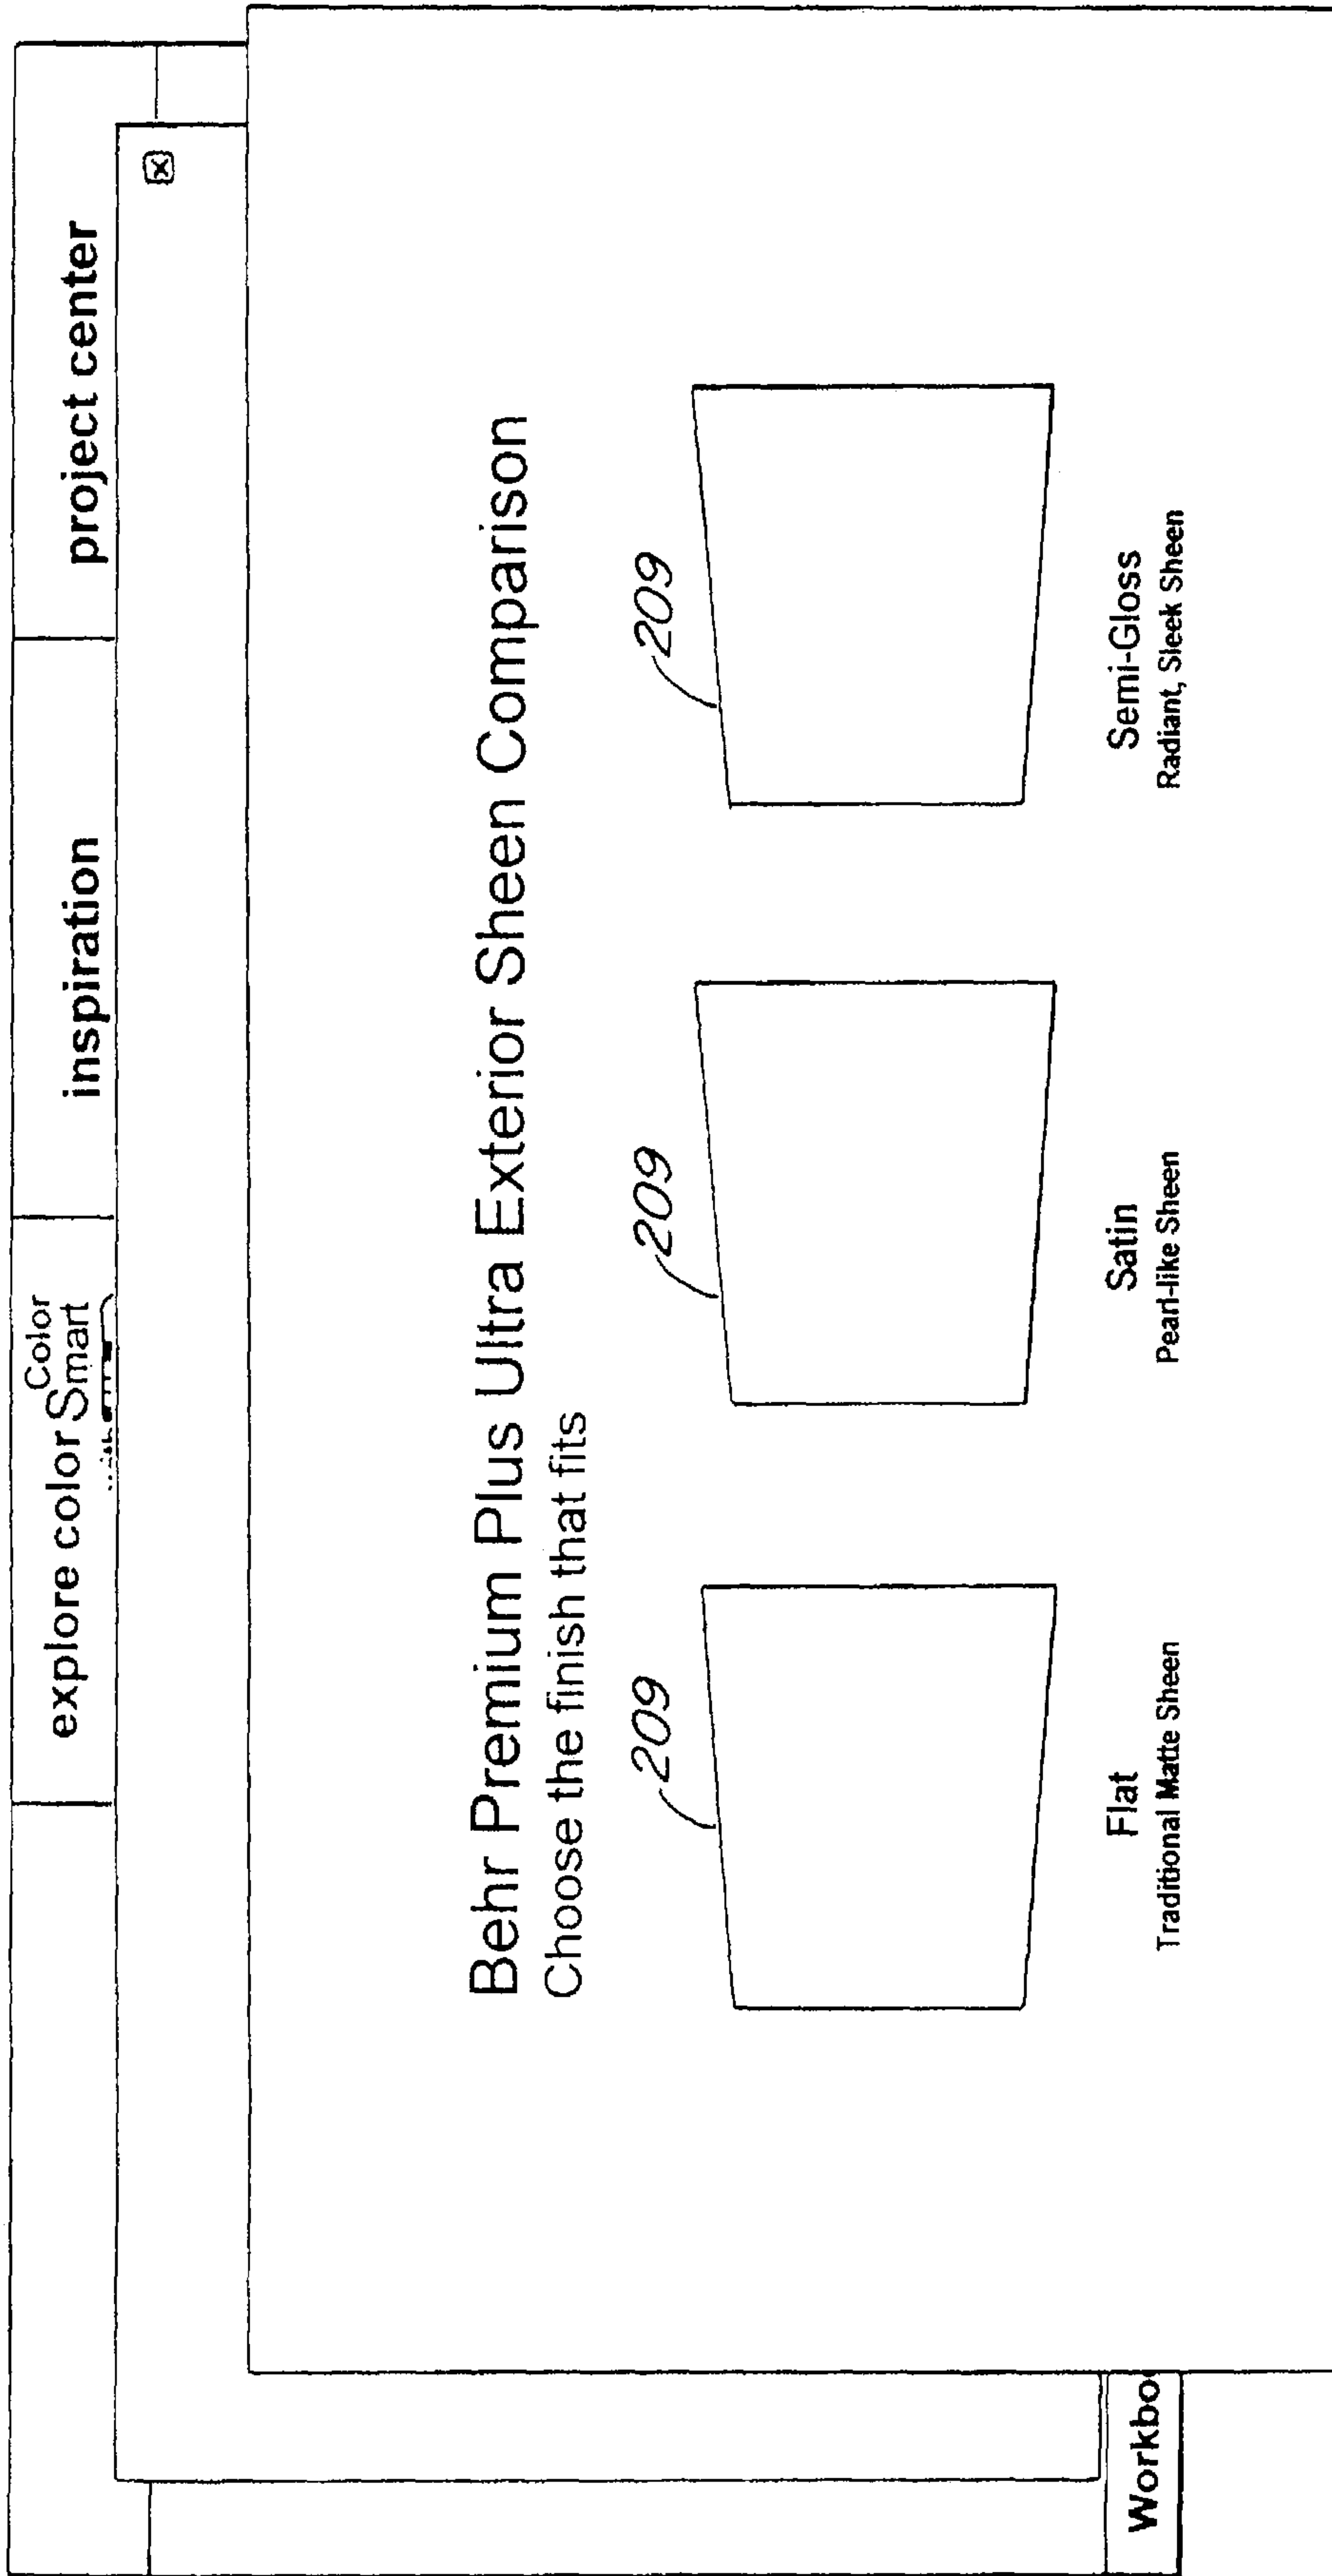 explore color
Color
Smart
inspiration
project center
x
Behr Premium Plus Ultra Exterior Sheen Comparison
Choose the finish that fits
209
209
209
Flat
Traditional Matte Sheen
Satin
Pearl-like Sheen
Semi-Gloss
Radiant, Sleek Sheen
Workbo